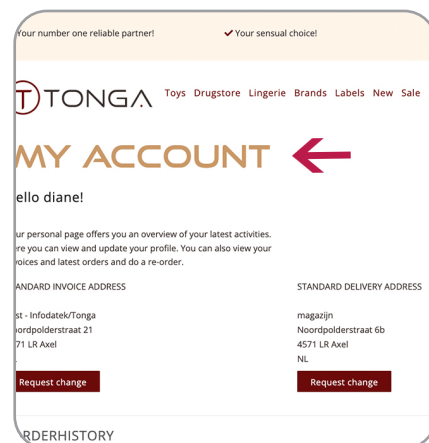 Your number one reliable partner! ✔ Your sensual choice!
TONGA Toys Drugstore Lingerie Brands Labels New Sale
MY ACCOUNT
ello diane!
ur personal page offers you an overview of your latest activities.
ere you can view and update your profile. You can also view your
voices and latest orders and do a re-order.
ANDARD INVOICE ADDRESS
st - Infodatek/Tonga
ordpolderstraat 21
71 LR Axel
Request change
STANDARD DELIVERY ADDRESS
magazijn
Noordpolderstraat 6b
4571 LR Axel
NL
Request change
RDERHISTORY